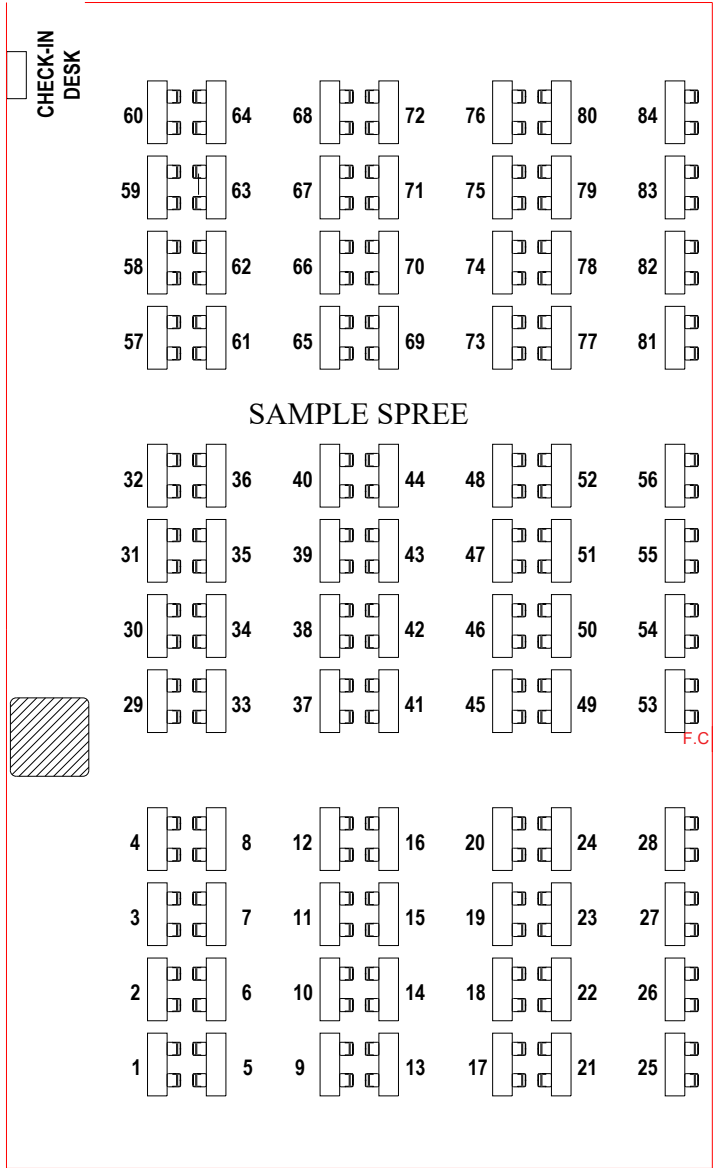 CHECK-IN
DESK
60 64 68 72 76 80 84
59 63 67 71 75 79 83
58 62 66 70 74 78 82
57 61 65 69 73 77 81
SAMPLE SPREE
32 36 40 44 48 52 56
31 35 39 43 47 51 55
30 34 38 42 46 50 54
29 33 37 41 45 49 53
F.C
4 8 12 16 20 24 28
3 7 11 15 19 23 27
2 6 10 14 18 22 26
1 5 9 13 17 21 25